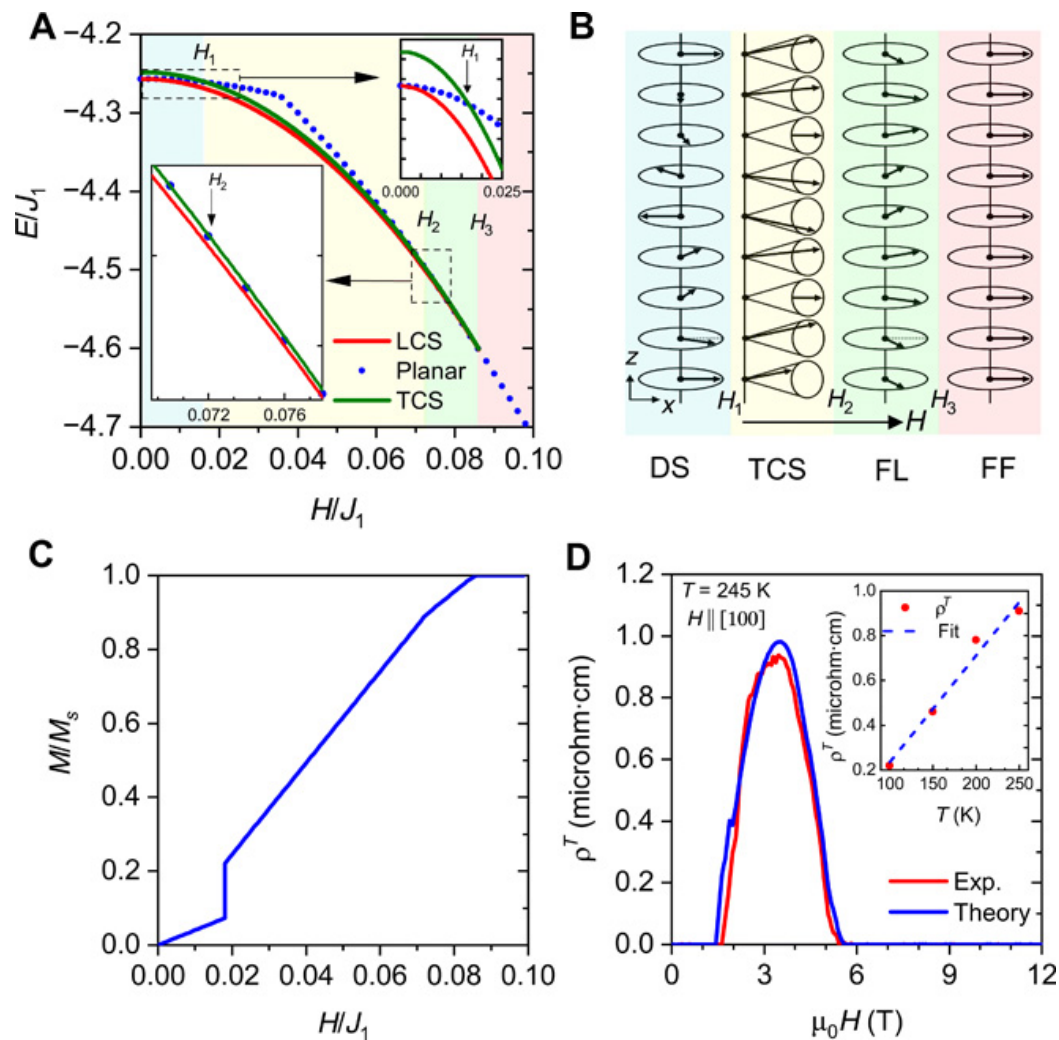 A
E/J₁
−4.2
−4.3
−4.4
−4.5
−4.6
−4.7
H₁
H₁
0.000 0.025
H₂
0.072 0.076
H₂ H₃
LCS
Planar
TCS
0.00 0.02 0.04 0.06 0.08 0.10
H/J₁
B
z
x
H₁ H₂ H₃
H
DS TCS FL FF
C
M/Mₛ
1.0
0.8
0.6
0.4
0.2
0.0
0.00 0.02 0.04 0.06 0.08 0.10
H/J₁
D
ρᵀ (microhm·cm)
1.2
1.0
0.8
0.6
0.4
0.2
0.0
T = 245 K
H || [100]
ρᵀ (microhm·cm)
1.0
0.8
0.6
0.4
0.2
ρᵀ
Fit
100 150 200 250
T (K)
Exp.
Theory
0 3 6 9 12
μ₀H (T)